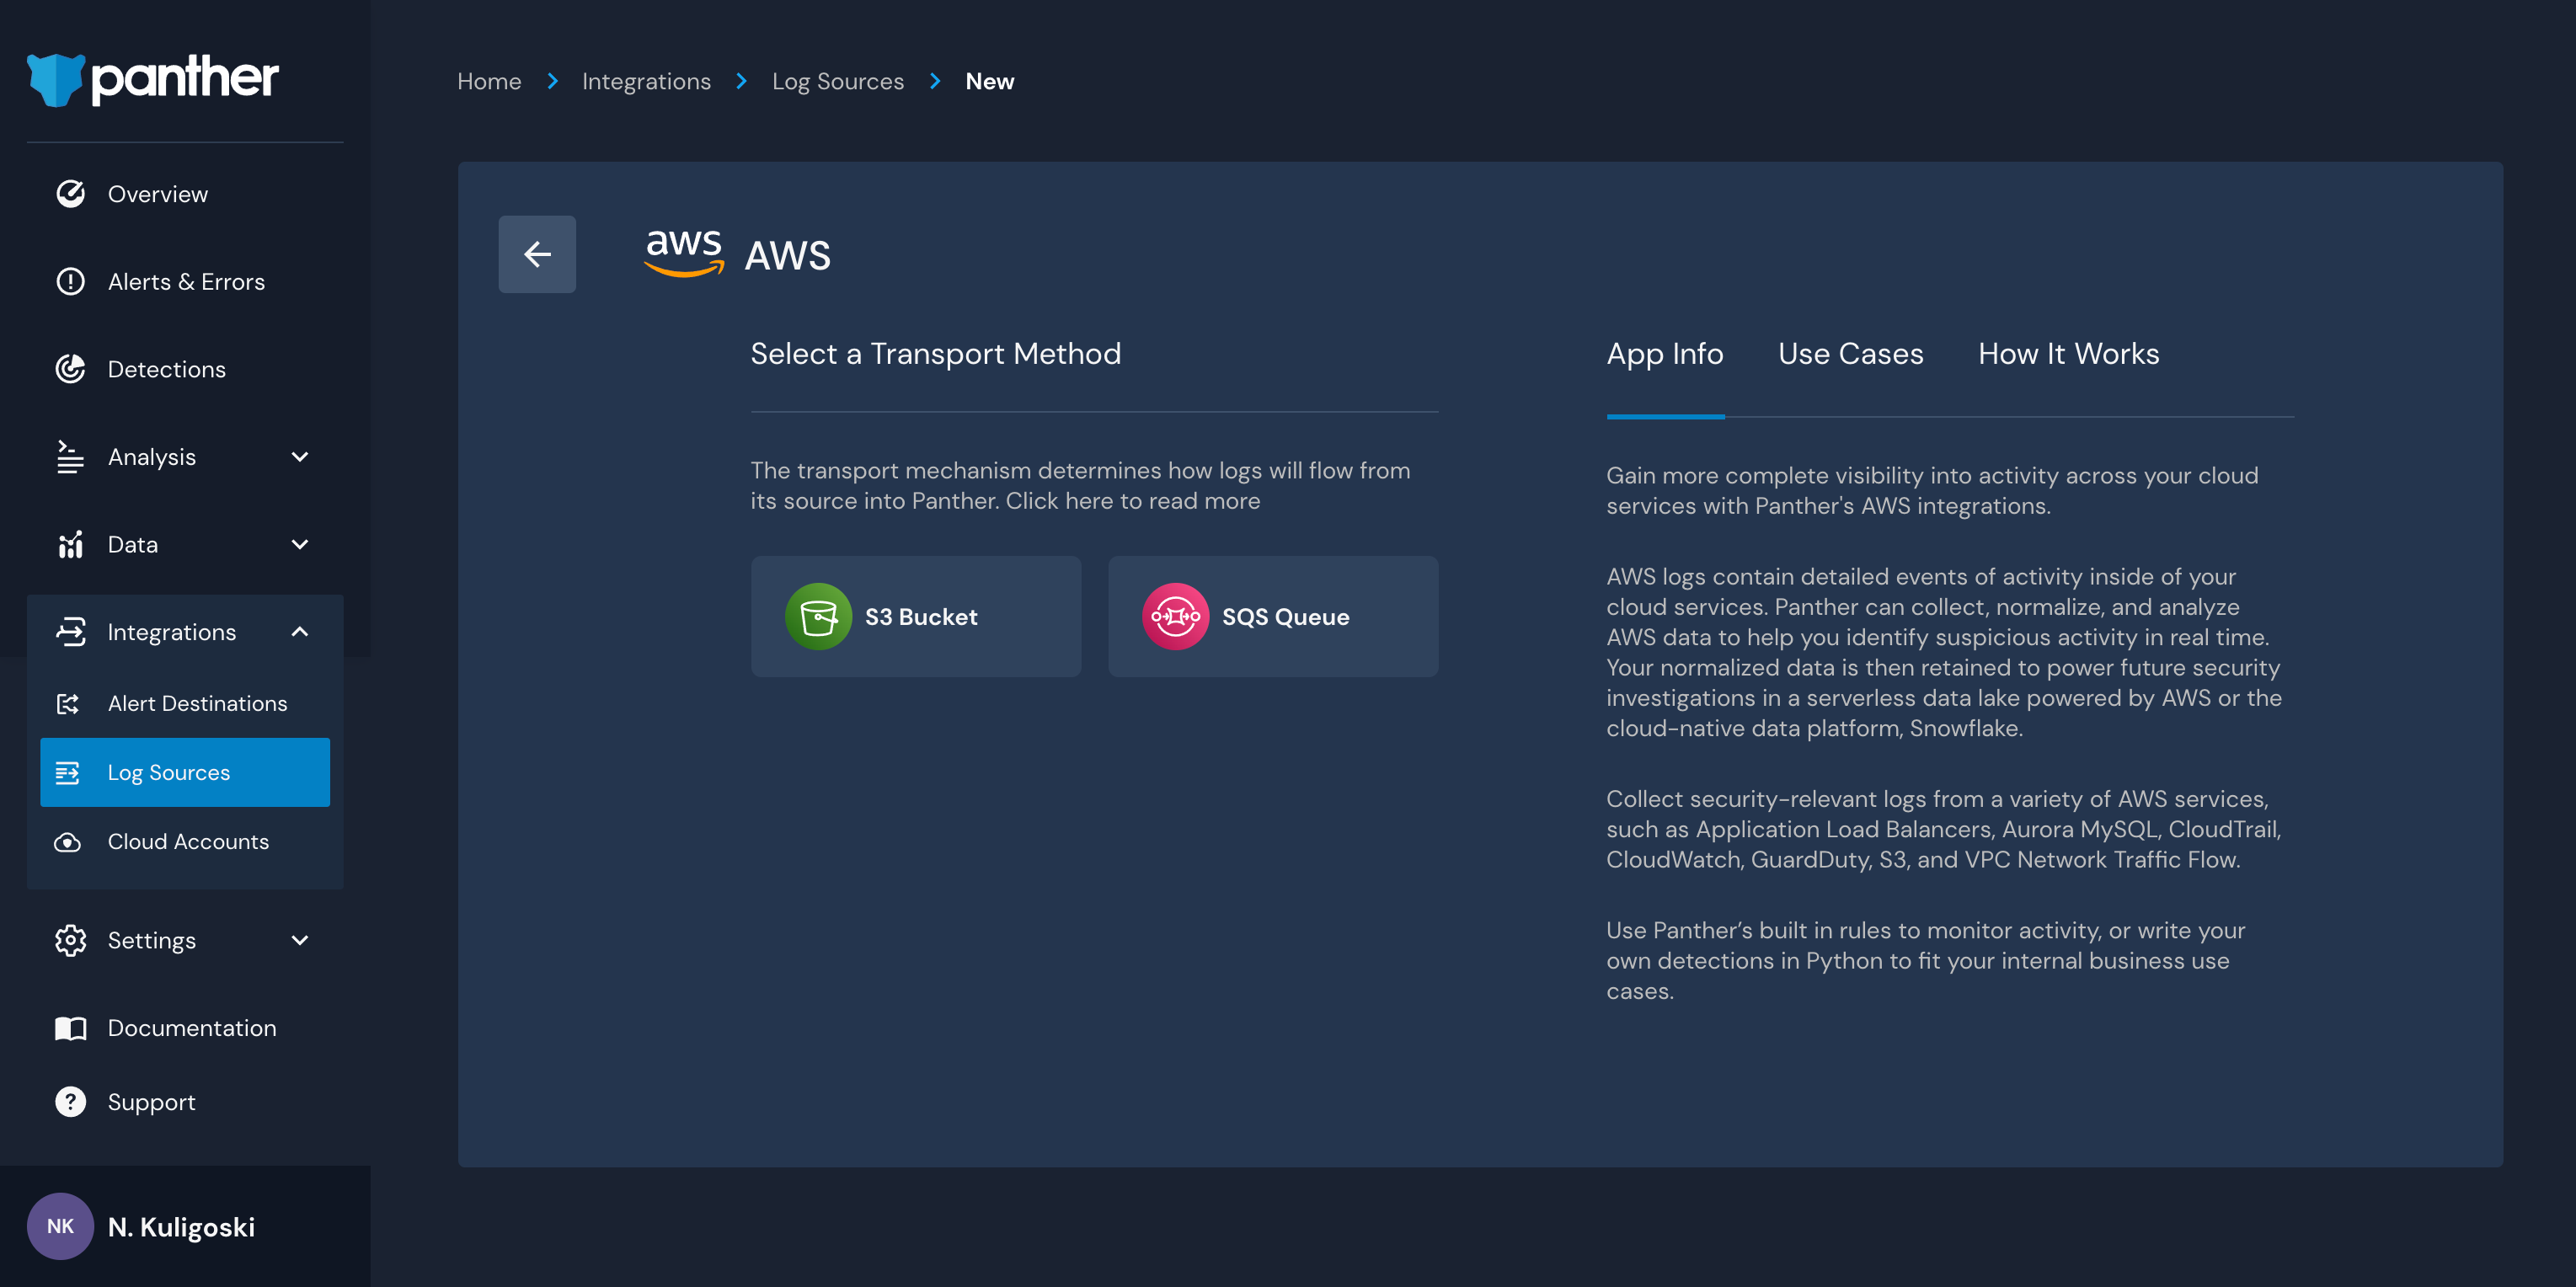 panther
Overview
Alerts & Errors
Detections
Analysis
Data
Integrations
Alert Destinations
Log Sources
Cloud Accounts
Settings
Documentation
Support
NK N. Kuligoski
Home Integrations Log Sources New
aws AWS
Select a Transport Method
The transport mechanism determines how logs will flow from
its source into Panther. Click here to read more
S3 Bucket SQS Queue
App Info Use Cases How It Works
Gain more complete visibility into activity across your cloud
services with Panther's AWS integrations.
AWS logs contain detailed events of activity inside of your
cloud services. Panther can collect, normalize, and analyze
AWS data to help you identify suspicious activity in real time.
Your normalized data is then retained to power future security
investigations in a serverless data lake powered by AWS or the
cloud-native data platform, Snowflake.
Collect security-relevant logs from a variety of AWS services,
such as Application Load Balancers, Aurora MySQL, CloudTrail,
CloudWatch, GuardDuty, S3, and VPC Network Traffic Flow.
Use Panther’s built in rules to monitor activity, or write your
own detections in Python to fit your internal business use
cases.